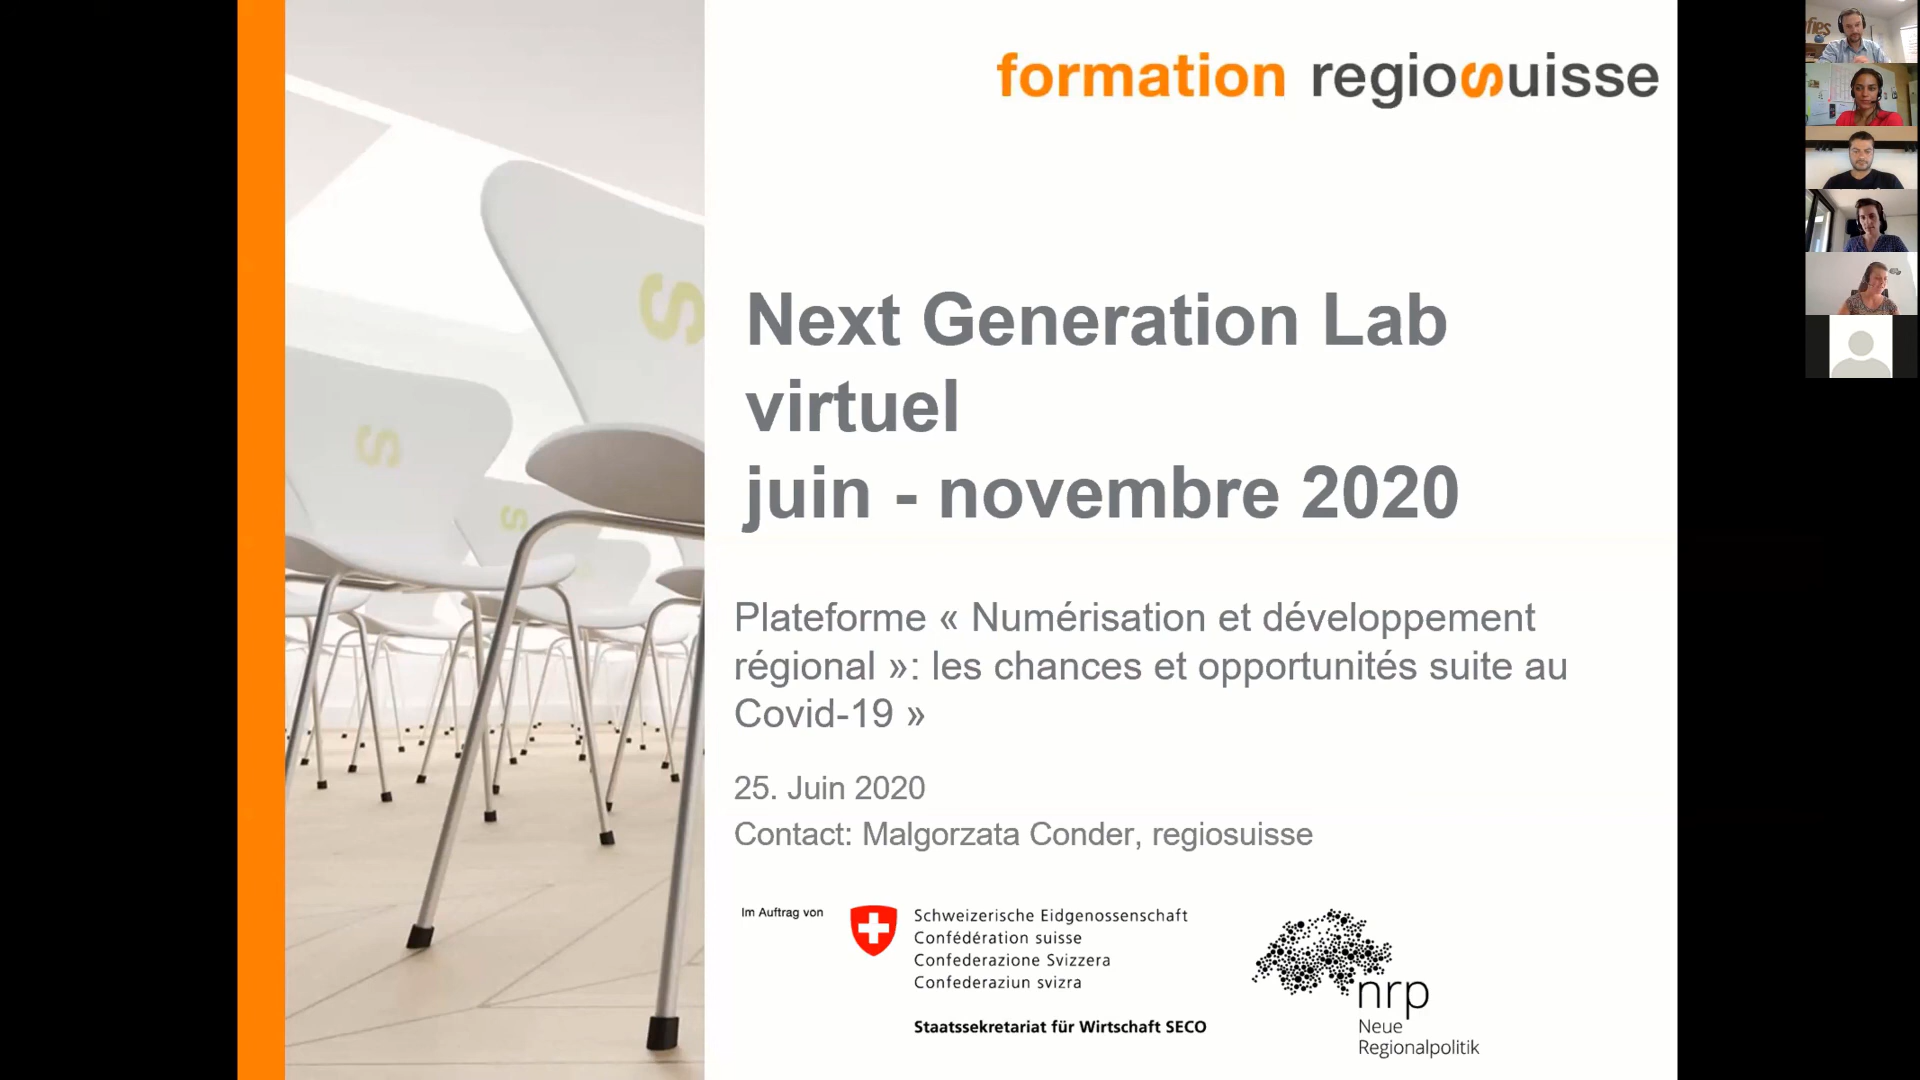 formation regiosuisse
Next Generation Lab
virtuel
juin - novembre 2020
Plateforme « Numérisation et développement
régional »: les chances et opportunités suite au
Covid-19 »
25. Juin 2020
Contact: Malgorzata Conder, regiosuisse
Im Auftrag von
Schweizerische Eidgenossenschaft
Confédération suisse
Confederazione Svizzera
Confederaziun svizra
Staatssekretariat für Wirtschaft SECO
nrp
Neue
Regionalpolitik